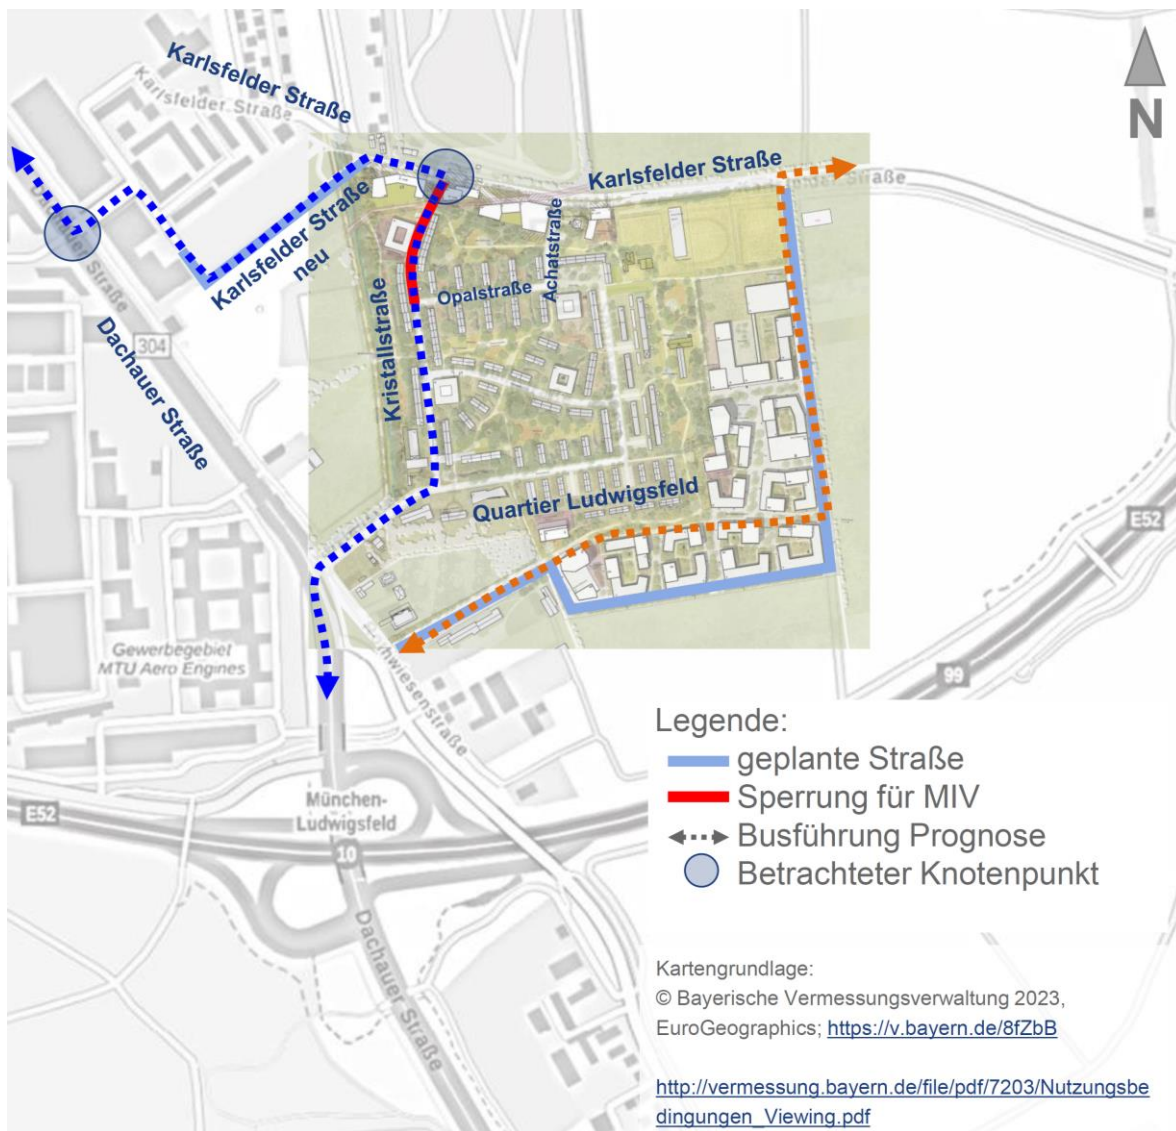 Karlsfelder Straße
Karlsfelder Straße
N
Karlsfelder Straße
Straße
Karlsfelder Straße
neu
Achatstraße
Opalstraße
Kristallstraße
Straße
304
Dachauer Straße
Quartier Ludwigsfeld
E52
Gewerbegebiet
MTU Aero Engines
99
E52
München-
Ludwigsfeld
10
Dachauer Straße
Legende:
geplante Straße
Sperrung für MIV
Busführung Prognose
Betrachteter Knotenpunkt
Kartengrundlage:
© Bayerische Vermessungsverwaltung 2023,
EuroGeographics; https://v.bayern.de/8fZbB
http://vermessung.bayern.de/file/pdf/7203/Nutzungsbe
dingungen_Viewing.pdf